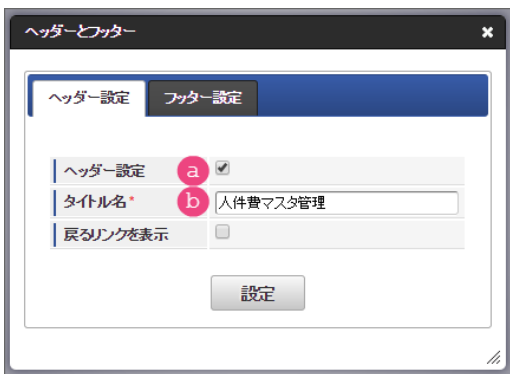 ヘッダーとフッター
ヘッダー設定 フッター設定
ヘッダー設定 a
タイトル名* b 人件費マスタ管理
戻るリンクを表示
設定